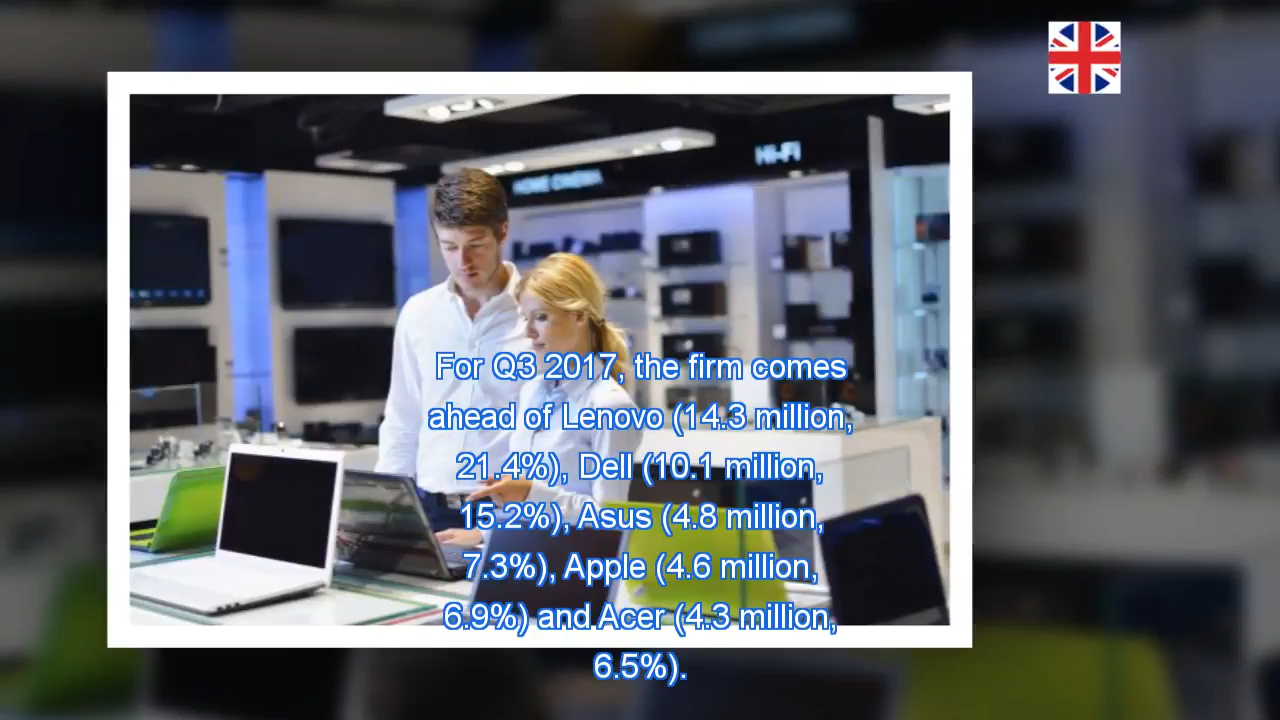 HI-FI
HOME CINEMA
For Q3 2017, the firm comes
ahead of Lenovo (14.3 million,
21.4%), Dell (10.1 million,
15.2%), Asus (4.8 million,
7.3%), Apple (4.6 million,
6.9%) and Acer (4.3 million,
6.5%).